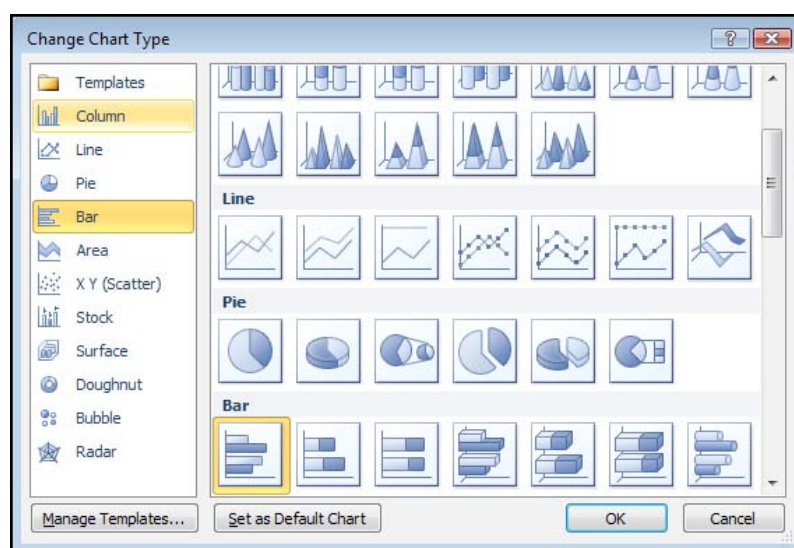 Change Chart Type
Templates
Column
Line
Pie
Bar
Area
X Y (Scatter)
Stock
Surface
Doughnut
Bubble
Radar
Line
Pie
Bar
Manage Templates...
Set as Default Chart
OK
Cancel